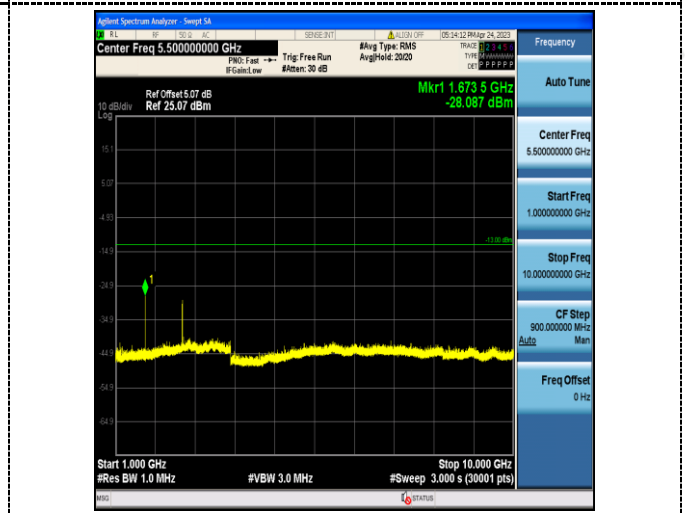 Agilent Spectrum Analyzer - Swept SA
RL RF 50 Ω AC SENSE:INT ALIGN OFF 05:14:12 PM Apr 24, 2023
Center Freq 5.500000000 GHz
PNO: Fast
IFGain:Low
Trig: Free Run
#Atten: 30 dB
#Avg Type: RMS
Avg|Hold: 20/20
TRACE 1 2 3 4 5 6
TYPE
DET P P P P P P
Mkr1 1.673 5 GHz
-28.087 dBm
Ref Offset 5.07 dB
Ref 25.07 dBm
10 dB/div
Log
15.1
5.07
-4.93
-13.00 dBm
-14.9
1
-24.9
-34.9
-44.9
-54.9
-64.9
Start 1.000 GHz
Stop 10.000 GHz
#Res BW 1.0 MHz
#VBW 3.0 MHz
#Sweep 3.000 s (30001 pts)
MSG
STATUS
Frequency
Auto Tune
Center Freq
5.500000000 GHz
Start Freq
1.000000000 GHz
Stop Freq
10.000000000 GHz
CF Step
900.000000 MHz
Auto Man
Freq Offset
0 Hz